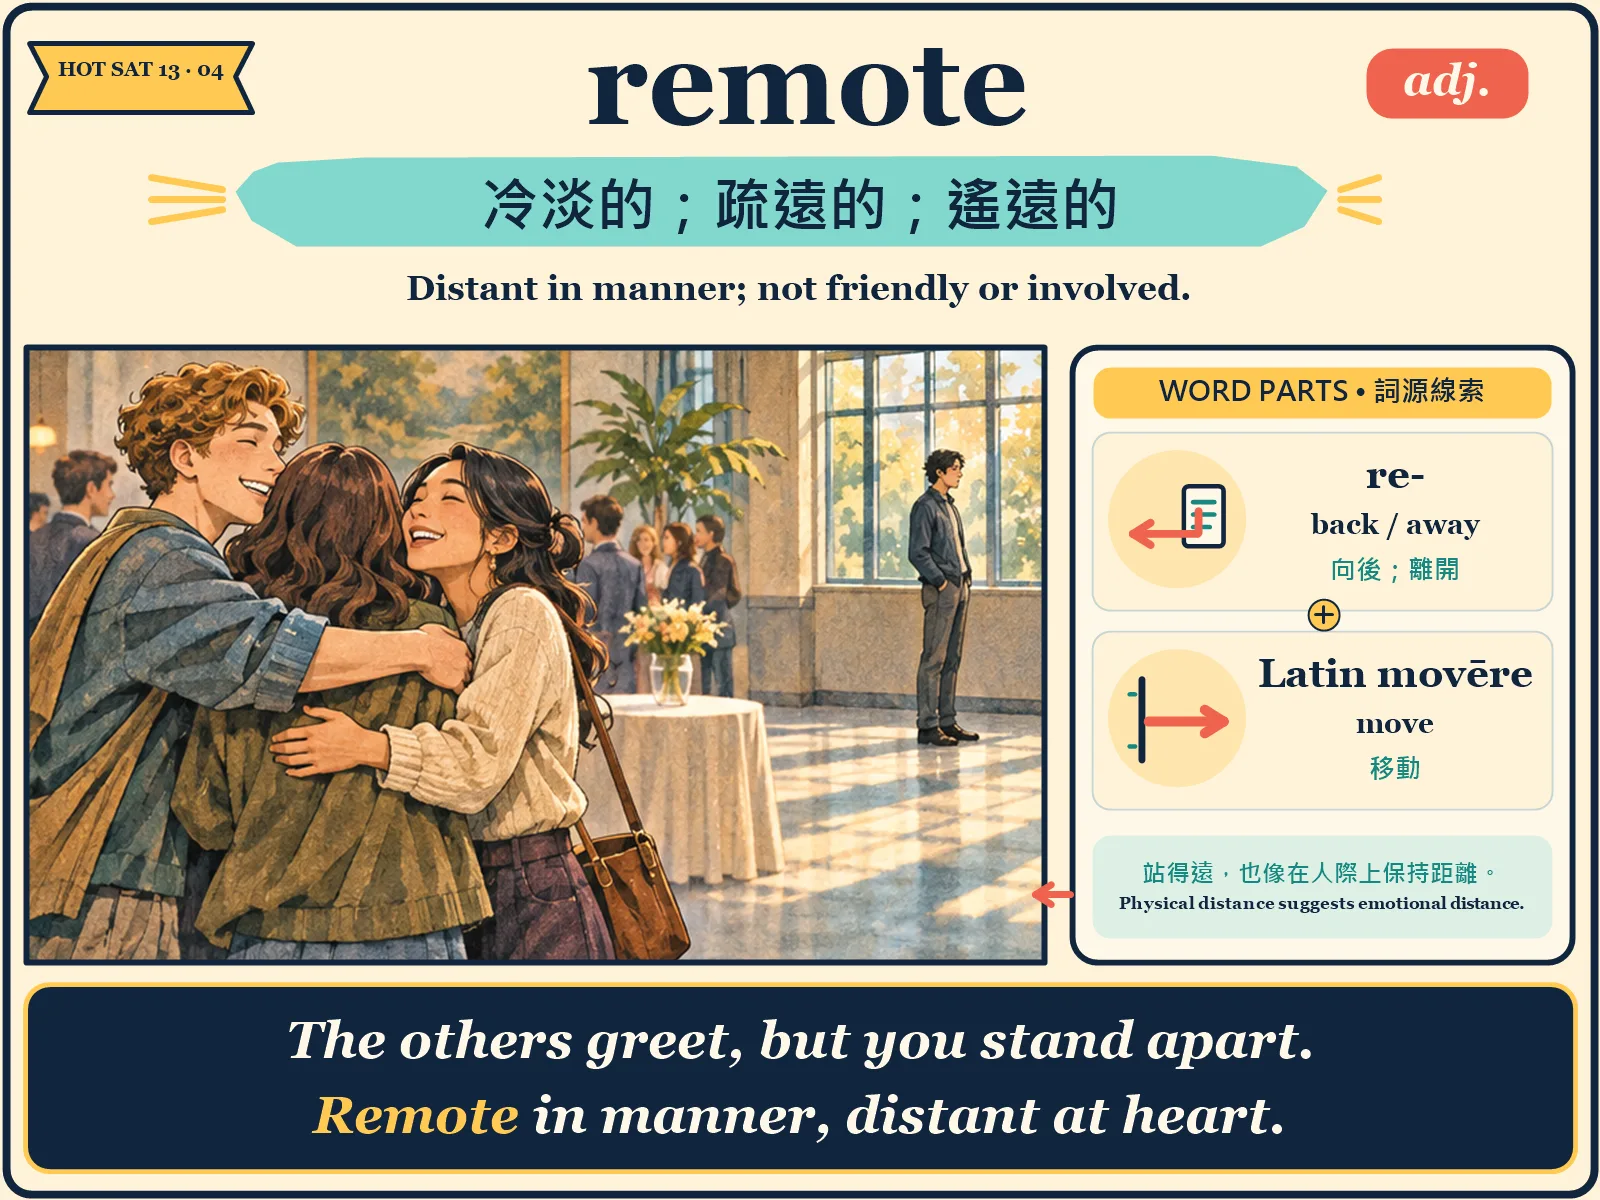 HOT SAT 13 · 04
remote
adj.
冷淡的；疏遠的；遙遠的
Distant in manner; not friendly or involved.
WORD PARTS • 詞源線索
re-
back / away
向後；離開
Latin movēre
move
移動
站得遠，也像在人際上保持距離。
Physical distance suggests emotional distance.
The others greet, but you stand apart.
Remote in manner, distant at heart.